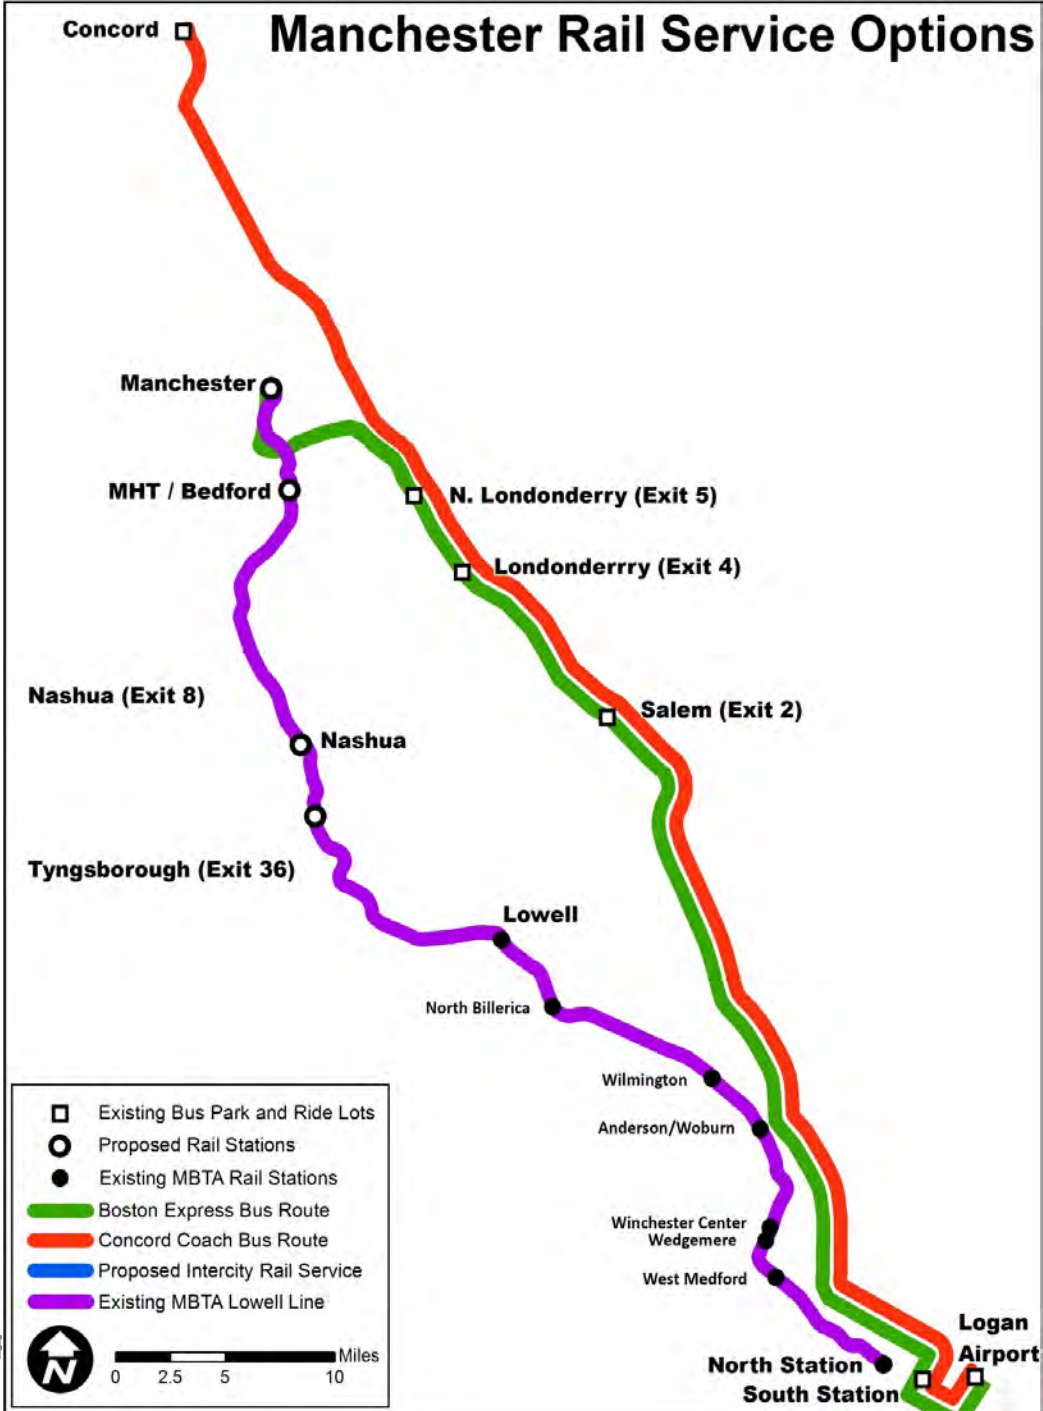 Manchester Rail Service Options
Concord
Manchester
MHT / Bedford
N. Londonderry (Exit 5)
Londonderrry (Exit 4)
Nashua (Exit 8)
Salem (Exit 2)
Nashua
Tyngsborough (Exit 36)
Lowell
North Billerica
Wilmington
Anderson/Woburn
Winchester Center
Wedgemere
West Medford
Logan
Airport
North Station
South Station
Existing Bus Park and Ride Lots
Proposed Rail Stations
Existing MBTA Rail Stations
Boston Express Bus Route
Concord Coach Bus Route
Proposed Intercity Rail Service
Existing MBTA Lowell Line
N
Miles
0 2.5 5 10